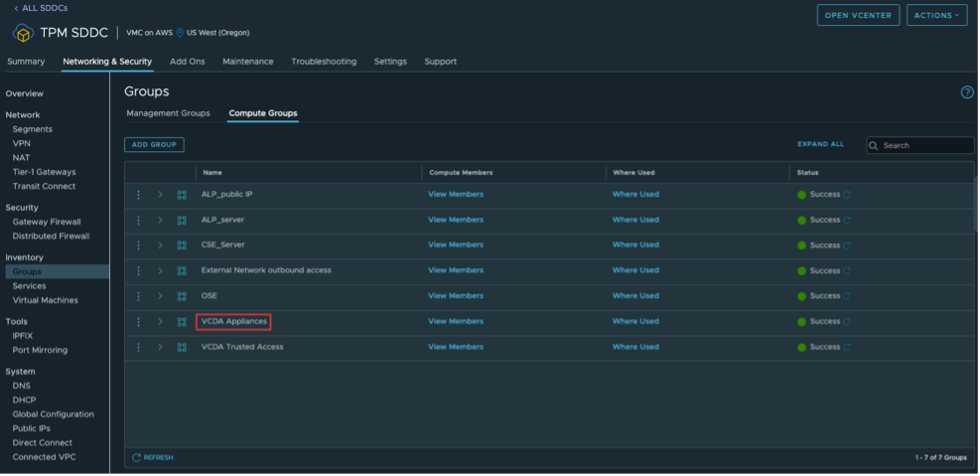 < ALL SDDCs
TPM SDDC | VMC on AWS US West (Oregon)
OPEN VCENTER
ACTIONS
Summary Networking & Security Add Ons Maintenance Troubleshooting Settings Support
Overview
Network
Segments
VPN
NAT
Tier-1 Gateways
Transit Connect
Security
Gateway Firewall
Distributed Firewall
Inventory
Groups
Services
Virtual Machines
Tools
IPFIX
Port Mirroring
System
DNS
DHCP
Global Configuration
Public IPs
Direct Connect
Connected VPC
Groups
Management Groups Compute Groups
ADD GROUP
EXPAND ALL
Search
Name Compute Members Where Used Status
ALP_public IP View Members Where Used Success
ALP_server View Members Where Used Success
CSE_Server View Members Where Used Success
External Network outbound access View Members Where Used Success
OSE View Members Where Used Success
VCDA Appliances View Members Where Used Success
VCDA Trusted Access View Members Where Used Success
REFRESH
1 - 7 of 7 Groups